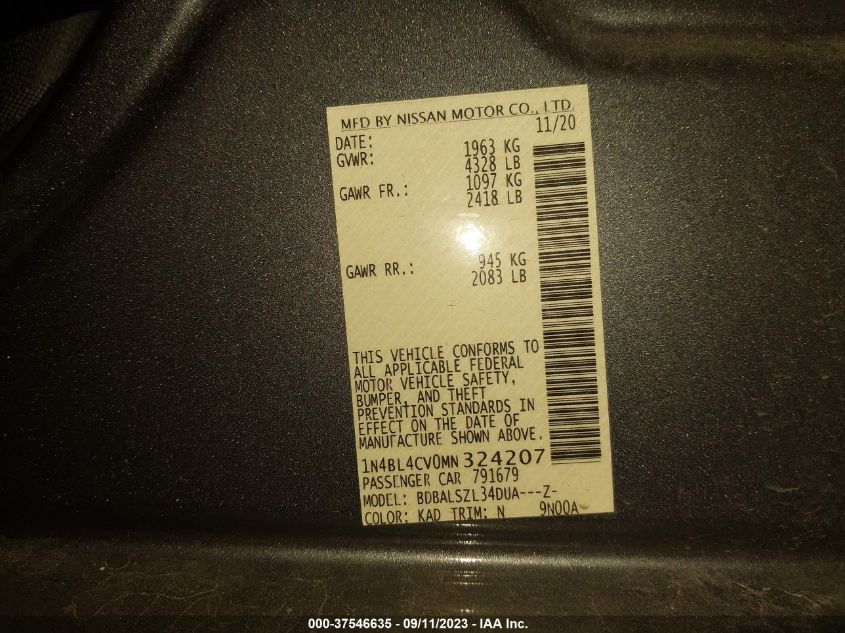 MFD BY NISSAN MOTOR CO., LTD.
DATE: 11/20
GVWR: 1963 KG
4328 LB
GAWR FR.: 1097 KG
2418 LB
GAWR RR.: 945 KG
2083 LB
THIS VEHICLE CONFORMS TO
ALL APPLICABLE FEDERAL
MOTOR VEHICLE SAFETY,
BUMPER, AND THEFT
PREVENTION STANDARDS IN
EFFECT ON THE DATE OF
MANUFACTURE SHOWN ABOVE.
1N4BL4CV0MN324207
PASSENGER CAR 791679
MODEL: BDBALSZL34DUA---Z-
COLOR: KAD TRIM: N 9N00A
000-37546635 - 09/11/2023 - IAA Inc.